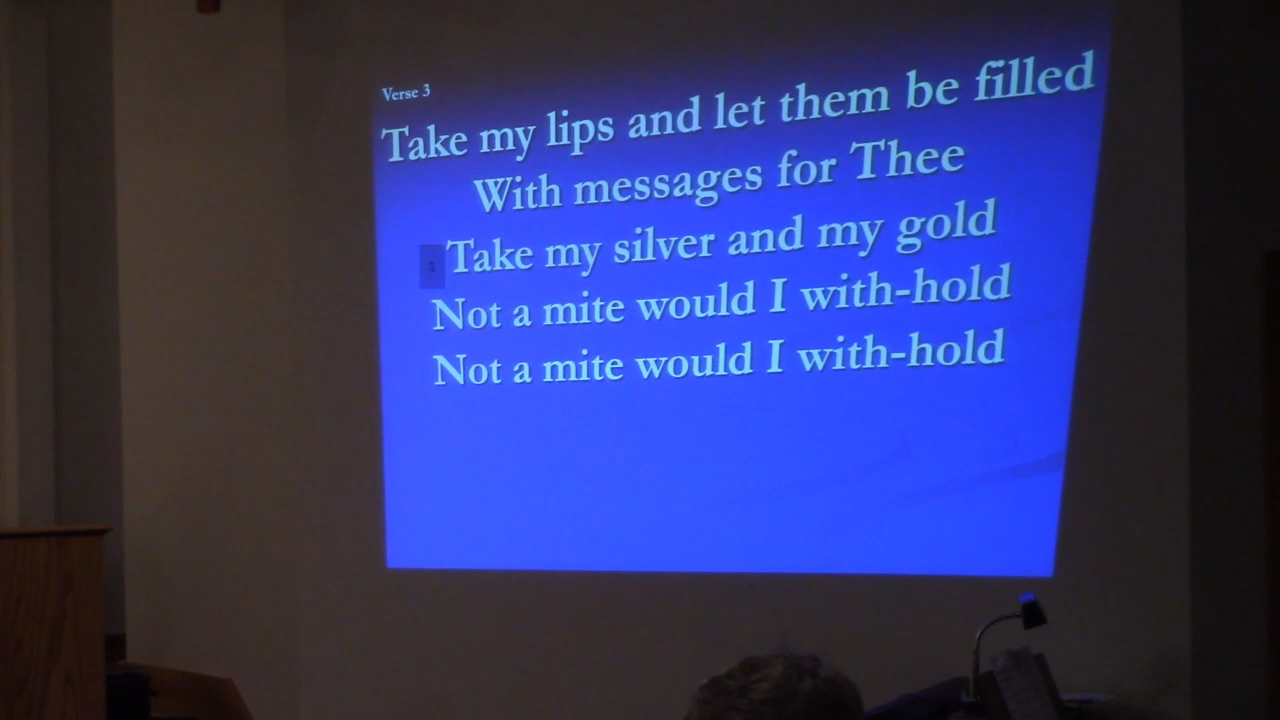 Verse 3
Take my lips and let them be filled
With messages for Thee
Take my silver and my gold
Not a mite would I with-hold
Not a mite would I with-hold